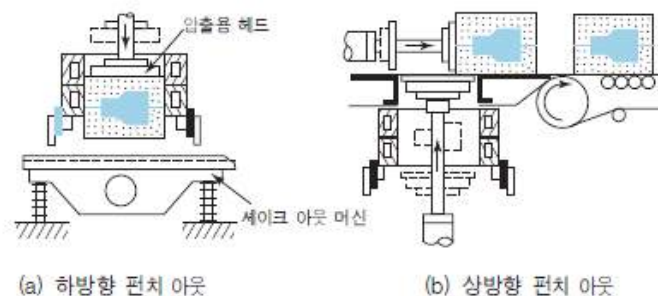 압출용 헤드
셰이크 아웃 머신
(a) 하방향 펀치 아웃
(b) 상방향 펀치 아웃